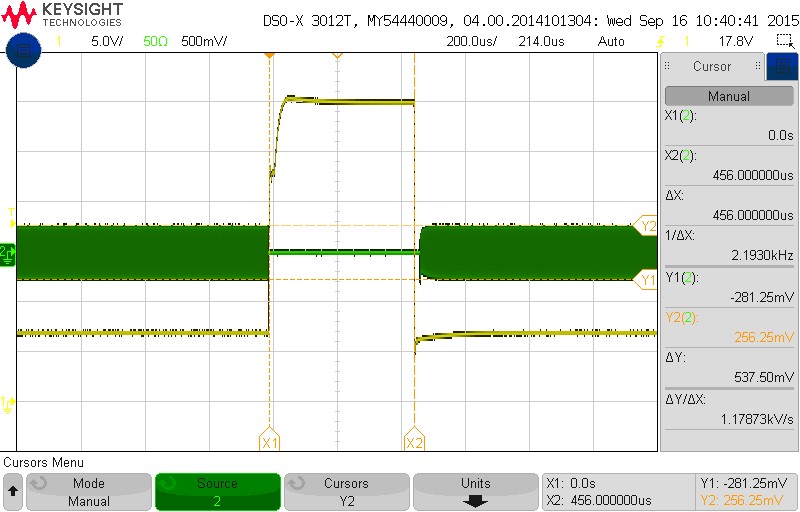 KEYSIGHT
TECHNOLOGIES
DSO-X 3012T, MY54440009, 04.00.2014101304: Wed Sep 16 10:40:41 2015
1 5.0V/ 50Ω 500mV/ 200.0us/ 214.0us Auto 1 17.8V
Cursor
Manual
X1(2):
0.0s
X2(2):
456.000000us
ΔX:
456.000000us
1/ΔX:
2.1930kHz
Y1(2):
-281.25mV
Y2(2):
256.25mV
ΔY:
537.50mV
ΔY/ΔX:
1.17873kV/s
T
Y2
2
Y1
1
X1 X2
Cursors Menu
Mode
Manual
Source
2
Cursors
Y2
Units
X1: 0.0s
X2: 456.000000us
Y1: -281.25mV
Y2: 256.25mV